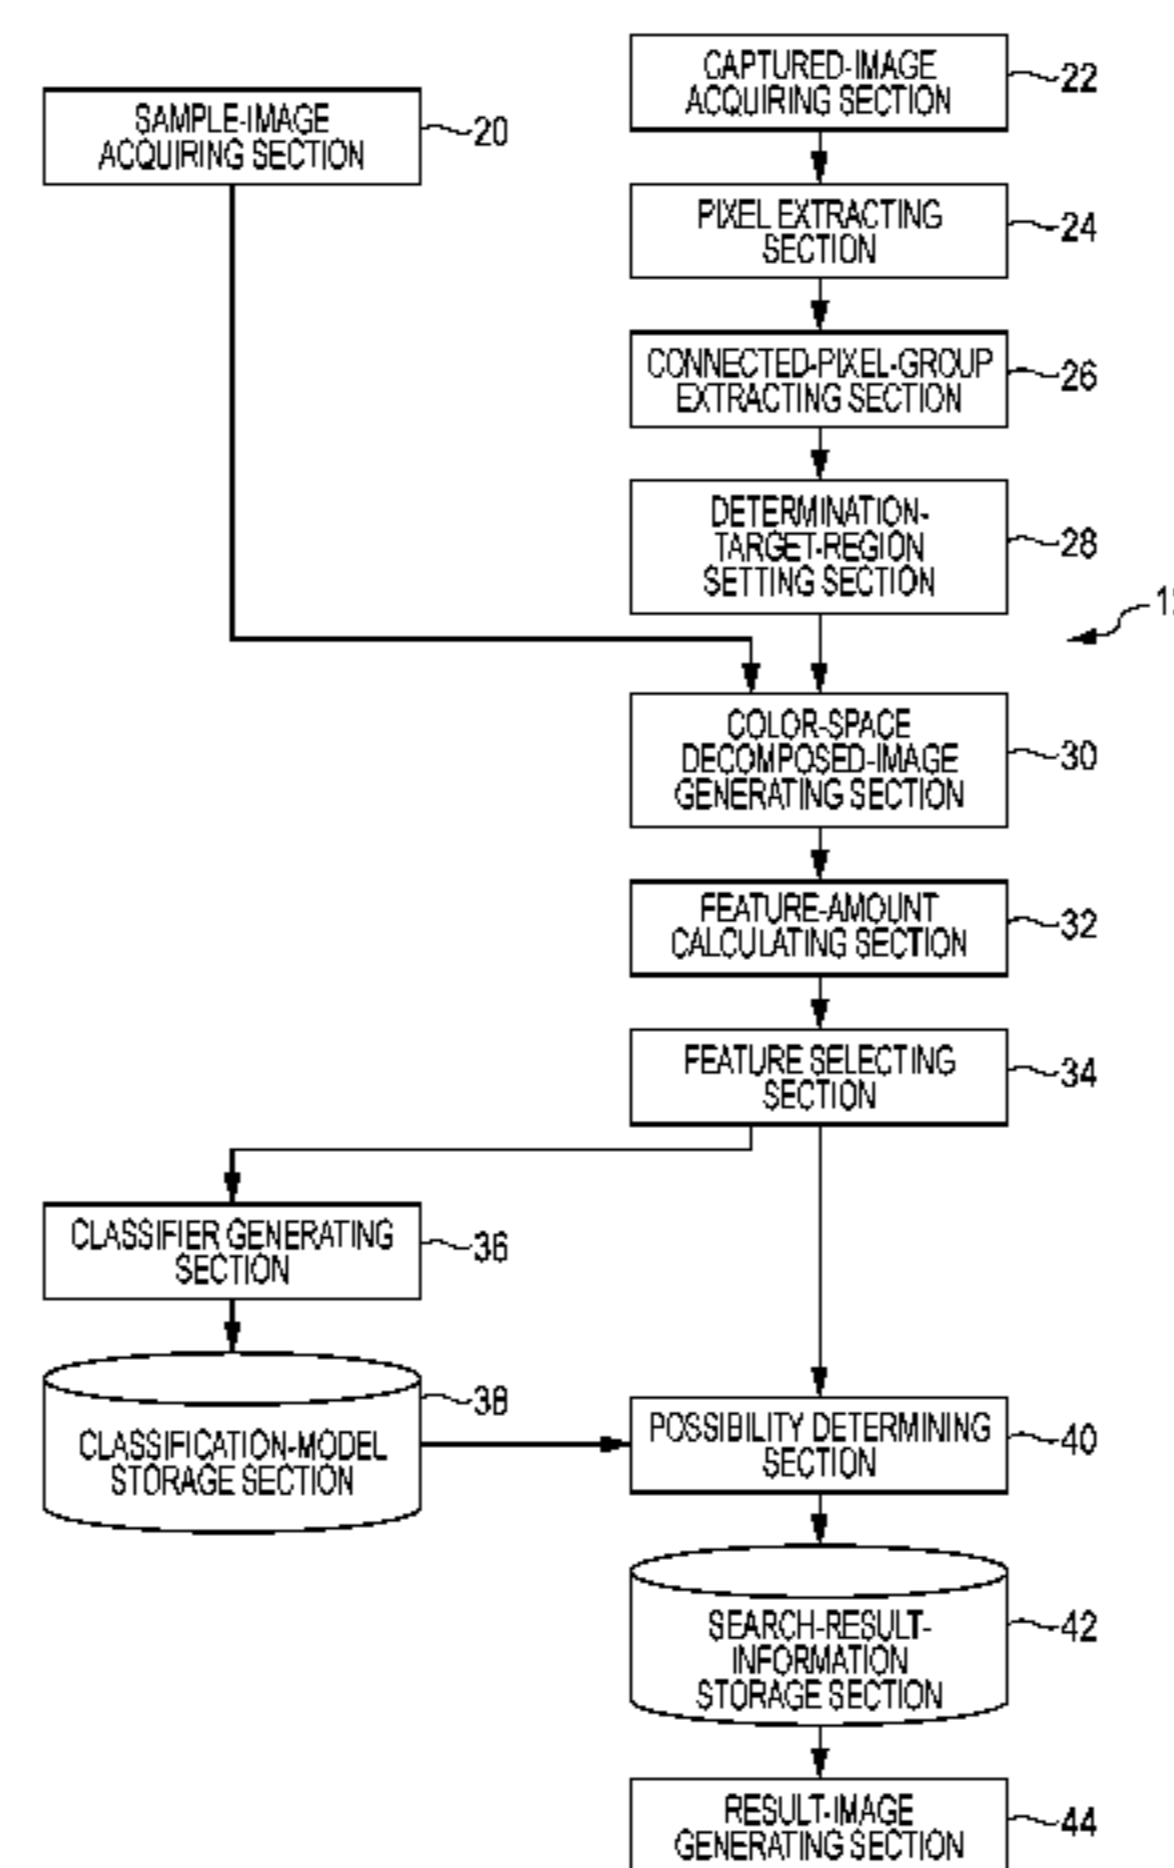 CAPTURED-IMAGE
ACQUIRING SECTION
22
SAMPLE-IMAGE
ACQUIRING SECTION
20
PIXEL EXTRACTING
SECTION
24
CONNECTED-PIXEL-GROUP
EXTRACTING SECTION
26
DETERMINATION-
TARGET-REGION
SETTING SECTION
28
COLOR-SPACE
DECOMPOSED-IMAGE
GENERATING SECTION
30
FEATURE-AMOUNT
CALCULATING SECTION
32
FEATURE SELECTING
SECTION
34
CLASSIFIER GENERATING
SECTION
36
CLASSIFICATION-MODEL
STORAGE SECTION
38
POSSIBILITY DETERMINING
SECTION
40
SEARCH-RESULT-
INFORMATION
STORAGE SECTION
42
RESULT-IMAGE
GENERATING SECTION
44